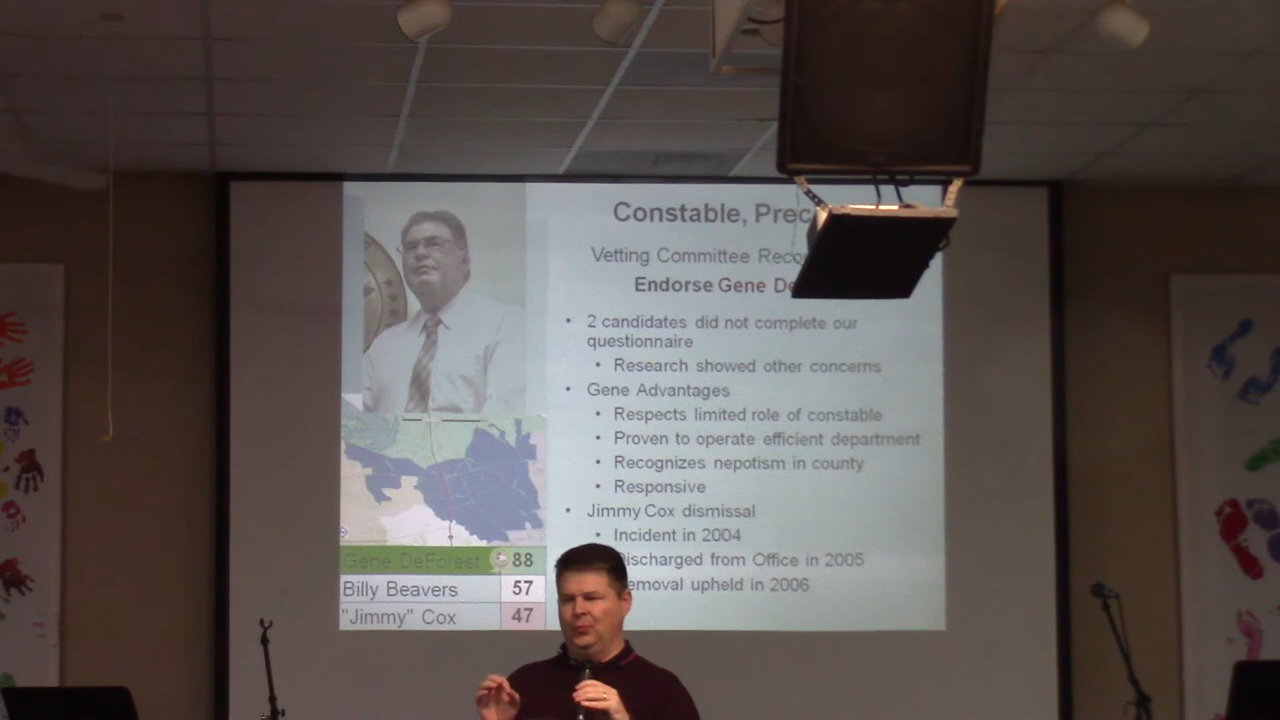 Constable, Prec
Vetting Committee Reco
Endorse Gene De
• 2 candidates did not complete our
questionnaire
• Research showed other concerns
• Gene Advantages
• Respects limited role of constable
• Proven to operate efficient department
• Recognizes nepotism in county
• Responsive
• Jimmy Cox dismissal
• Incident in 2004
Discharged from Office in 2005
emoval upheld in 2006
Gene DeForest 88
Billy Beavers 57
"Jimmy" Cox 47